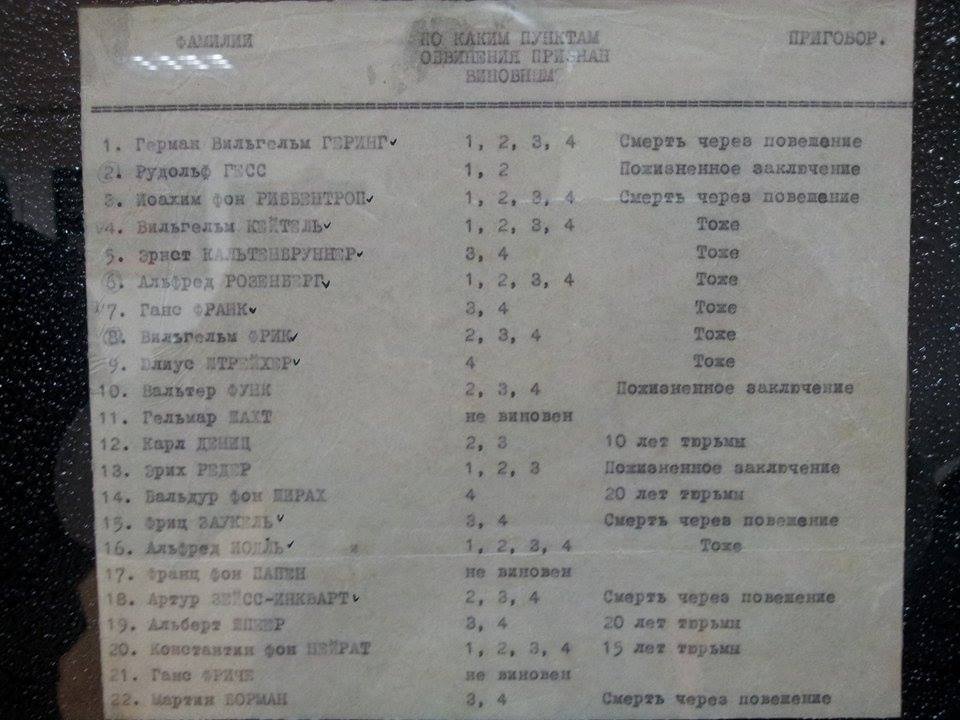 ФАМИЛИИ ПО КАКИМ ПУНКТАМ ПРИГОВОР.
ОБВИНЕНИЯ ПРИЗНАН
ВИНОВНЫМ
1. Герман Вильгельм ГЕРИНГ 1, 2, 3, 4 Смерть через повешение
2. Рудольф ГЕСС 1, 2 Пожизненное заключение
3. Иоахим фон РИББЕНТРОП 1, 2, 3, 4 Смерть через повешение
4. Вильгельм КЕЙТЕЛЬ 1, 2, 3, 4 Тоже
5. Эрнст КАЛЬТЕНБРУННЕР 3, 4 Тоже
6. Альфред РОЗЕНБЕРГ 1, 2, 3, 4 Тоже
7. Ганс ФРАНК 3, 4 Тоже
8. Вильгельм ФРИК 2, 3, 4 Тоже
9. Юлиус ШТРЕЙХЕР 4 Тоже
10. Вальтер ФУНК 2, 3, 4 Пожизненное заключение
11. Гельмар ШАХТ не виновен
12. Карл ДЕНИЦ 2, 3 10 лет тюрьмы
13. Эрих РЕДЕР 1, 2, 3 Пожизненное заключение
14. Бальдур фон ШИРАХ 4 20 лет тюрьмы
15. Фриц ЗАУКЕЛЬ 3, 4 Смерть через повешение
16. Альфред ИОДЛЬ 1, 2, 3, 4 Тоже
17. Франц фон ПАПЕН не виновен
18. Артур ЗЕЙСС-ИНКВАРТ 2, 3, 4 Смерть через повешение
19. Альберт ШПЕЕР 3, 4 20 лет тюрьмы
20. Константин фон НЕЙРАТ 1, 2, 3, 4 15 лет тюрьмы
21. Ганс ФРИЧЕ не виновен
22. Мартин БОРМАН 3, 4 Смерть через повешение